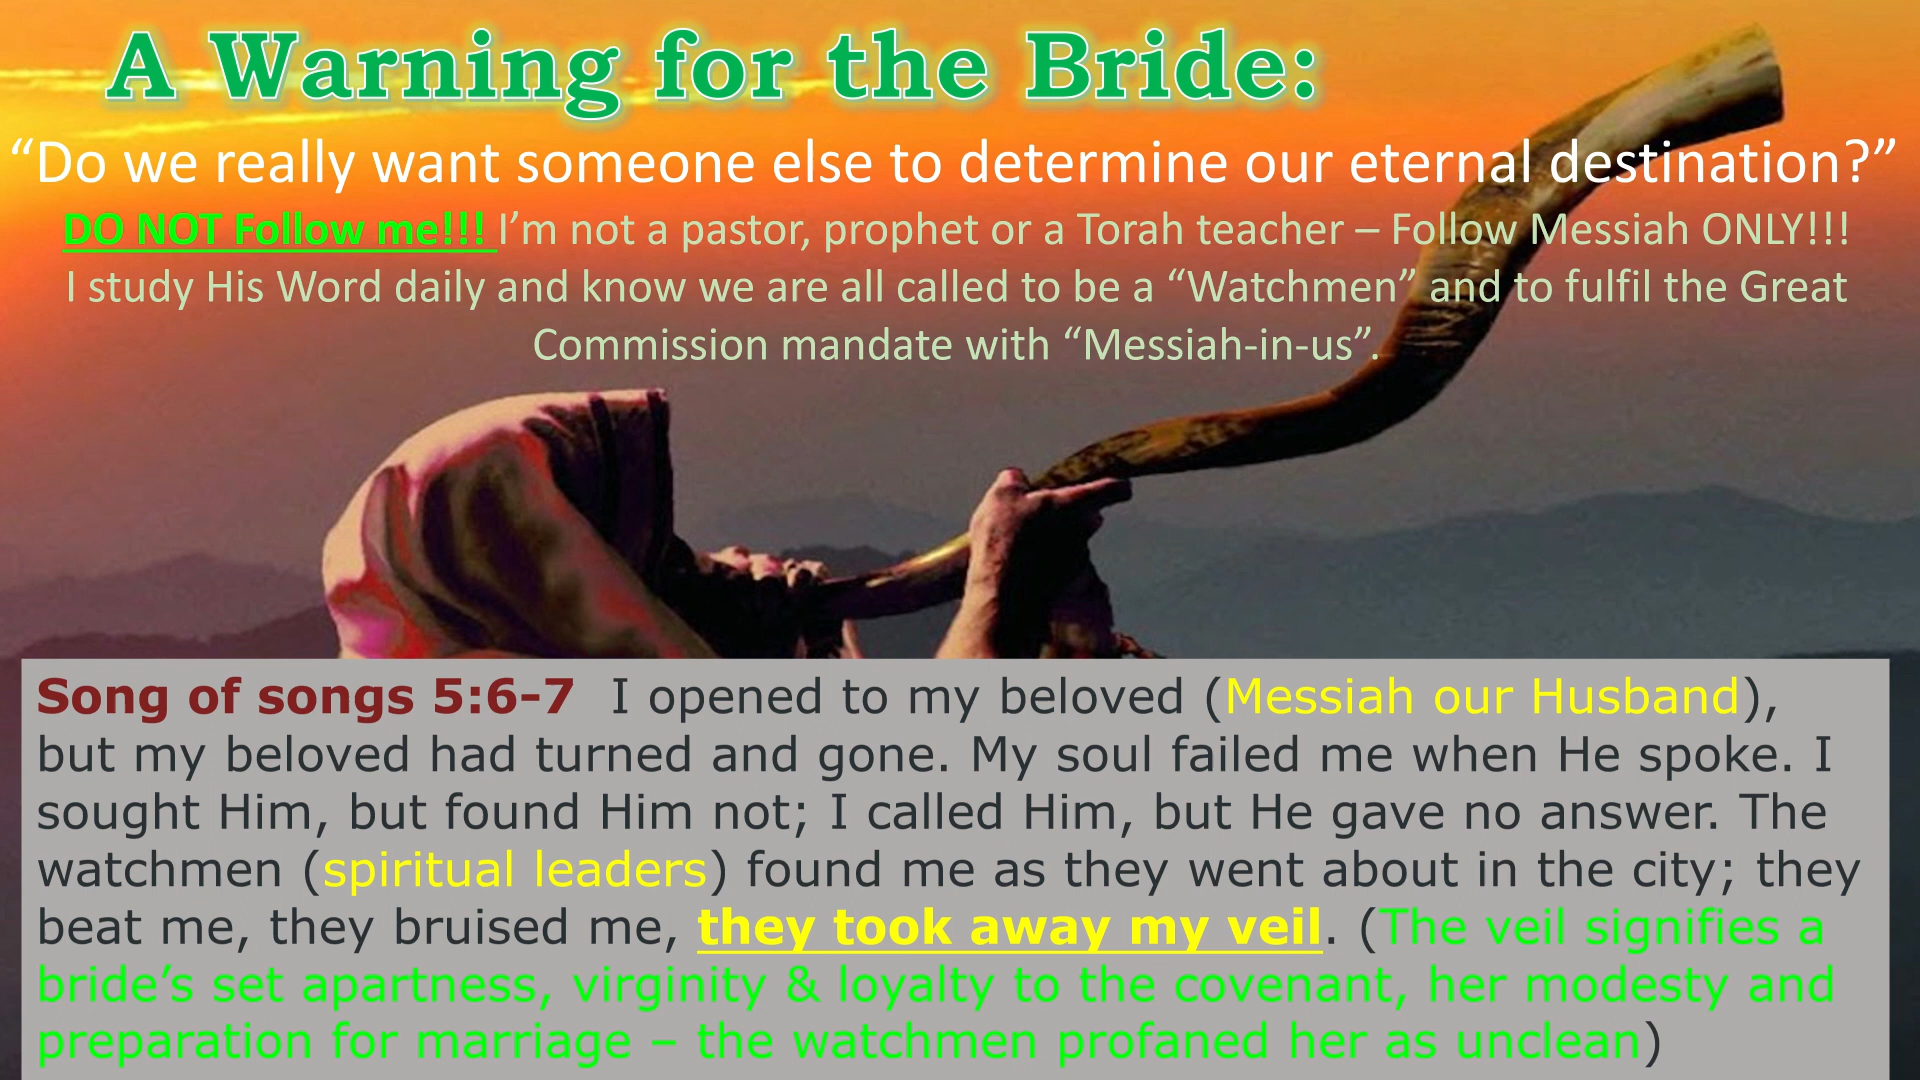 A Warning for the Bride:
“Do we really want someone else to determine our eternal destination?”
DO NOT Follow me!!! I’m not a pastor, prophet or a Torah teacher – Follow Messiah ONLY!!!
I study His Word daily and know we are all called to be a “Watchmen” and to fulfil the Great
Commission mandate with “Messiah-in-us”.
Song of songs 5:6-7 I opened to my beloved (Messiah our Husband),
but my beloved had turned and gone. My soul failed me when He spoke. I
sought Him, but found Him not; I called Him, but He gave no answer. The
watchmen (spiritual leaders) found me as they went about in the city; they
beat me, they bruised me, they took away my veil. (The veil signifies a
bride’s set apartness, virginity & loyalty to the covenant, her modesty and
preparation for marriage – the watchmen profaned her as unclean)